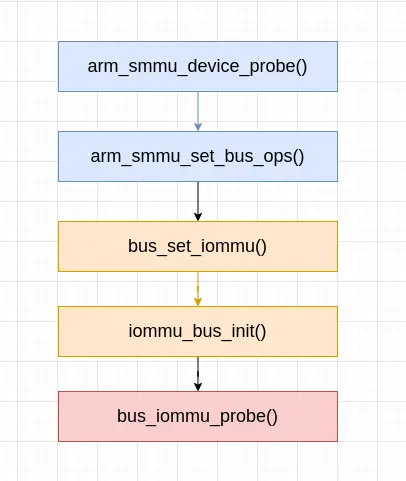 arm_smmu_device_probe()
arm_smmu_set_bus_ops()
bus_set_iommu()
iommu_bus_init()
bus_iommu_probe()